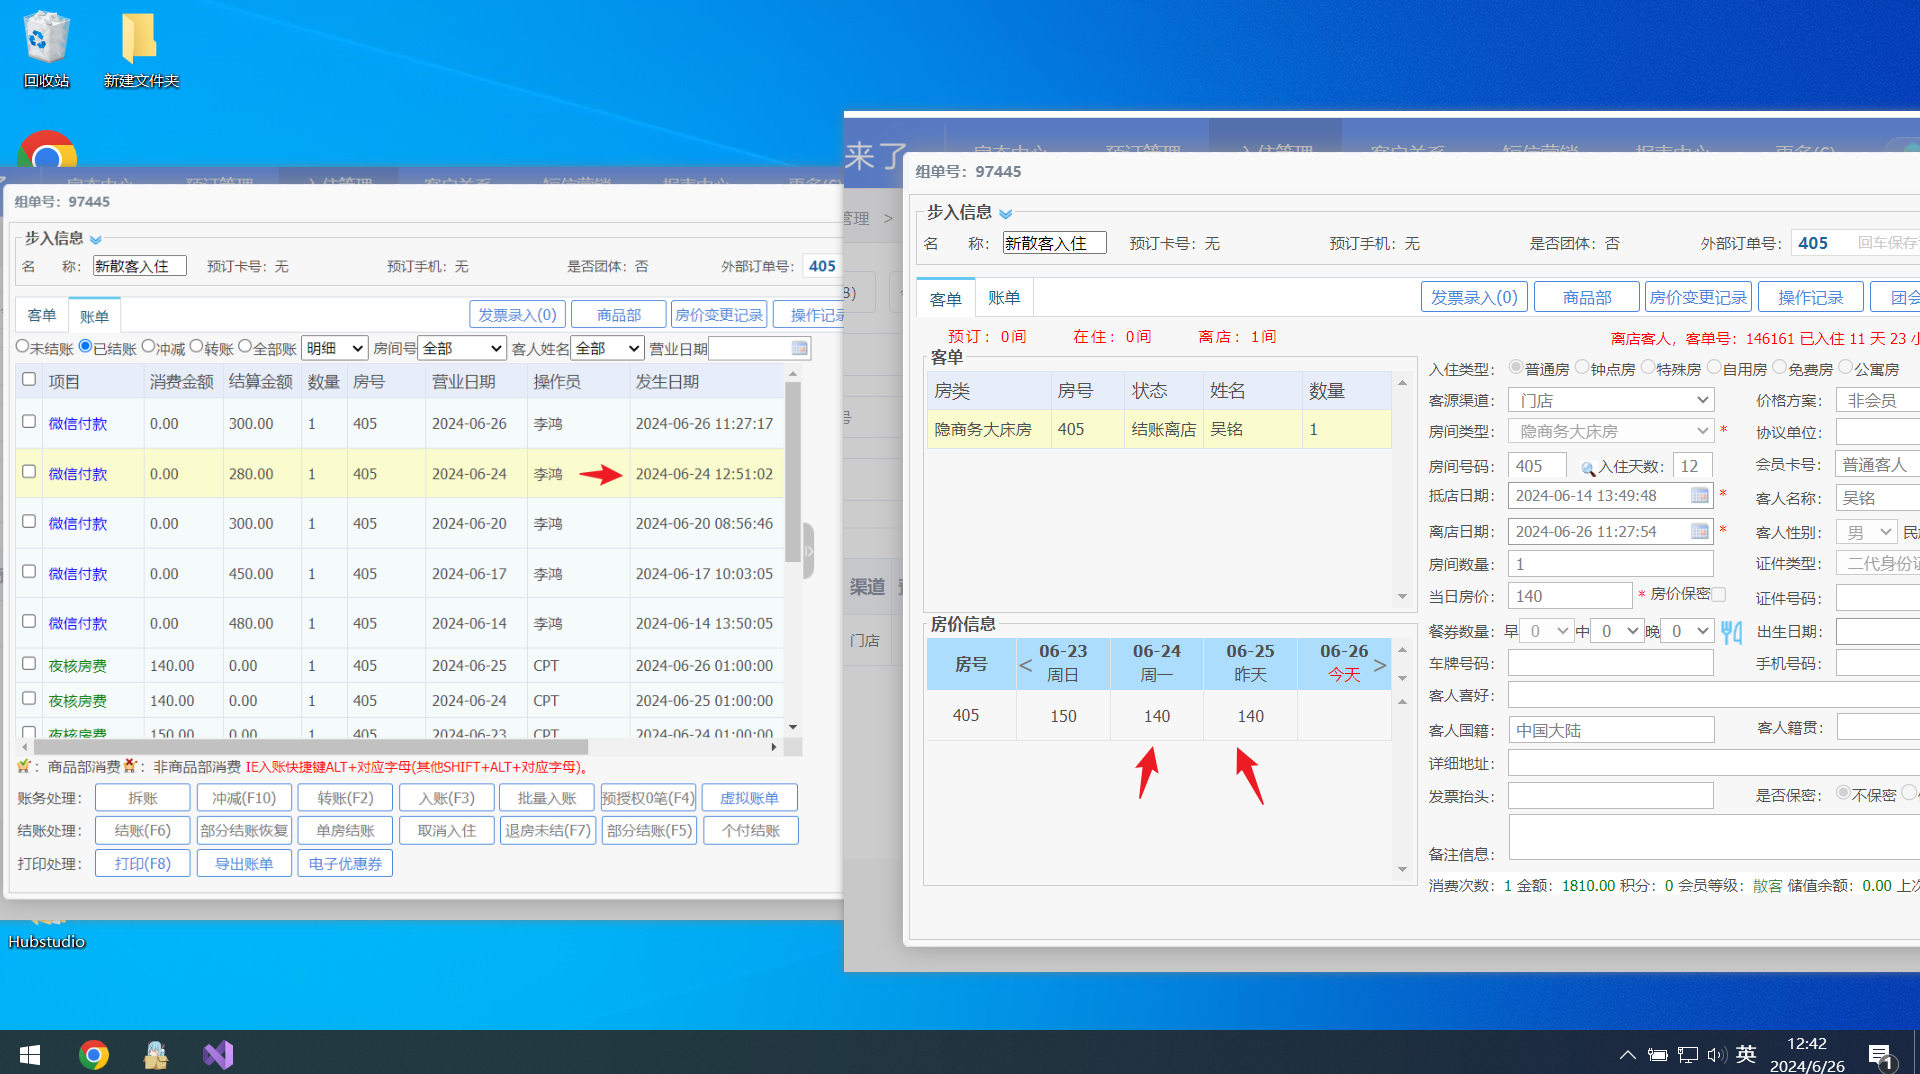 回收站
新建文件夹
组单号：97445
步入信息
名 称：新散客入住 预订卡号：无 预订手机：无 是否团体：否 外部订单号：405
客单 账单 发票录入(0) 商品部 房价变更记录 操作记录
未结账 已结账 冲减 转账 全部账 明细 房间号 全部 客人姓名 全部 营业日期
项目 消费金额 结算金额 数量 房号 营业日期 操作员 发生日期
微信付款 0.00 300.00 1 405 2024-06-26 李鸿 2024-06-26 11:27:17
微信付款 0.00 280.00 1 405 2024-06-24 李鸿 2024-06-24 12:51:02
微信付款 0.00 300.00 1 405 2024-06-20 李鸿 2024-06-20 08:56:46
微信付款 0.00 450.00 1 405 2024-06-17 李鸿 2024-06-17 10:03:05
微信付款 0.00 480.00 1 405 2024-06-14 李鸿 2024-06-14 13:50:05
夜核房费 140.00 0.00 1 405 2024-06-25 CPT 2024-06-26 01:00:00
夜核房费 140.00 0.00 1 405 2024-06-24 CPT 2024-06-25 01:00:00
夜核房费 150.00 0.00 1 405 2024-06-23 CPT 2024-06-24 01:00:00
：商品部消费 ：非商品部消费 IE入账快捷键ALT+对应字母(其他SHIFT+ALT+对应字母)。
账务处理： 拆账 冲减(F10) 转账(F2) 入账(F3) 批量入账 预授权0笔(F4) 虚拟账单
结账处理： 结账(F6) 部分结账恢复 单房结账 取消入住 退房未结(F7) 部分结账(F5) 个付结账
打印处理： 打印(F8) 导出账单 电子优惠券
Hubstudio
来了
管理 >
8)
号
渠道
门店
组单号：97445
步入信息
名 称：新散客入住 预订卡号：无 预订手机：无 是否团体：否 外部订单号：405 回车保存
客单 账单 发票录入(0) 商品部 房价变更记录 操作记录 团会
预订：0间 在住：0间 离店：1间
离店客人，客单号：146161 已入住 11 天 23 小
客单
房类 房号 状态 姓名 数量
隐商务大床房 405 结账离店 吴铭 1
房价信息
房号 < 06-23 周日 06-24 周一 06-25 昨天 06-26 今天 >
405 150 140 140
入住类型： 普通房 钟点房 特殊房 自用房 免费房 公寓房
客源渠道： 门店 价格方案： 非会员
房间类型： 隐商务大床房 * 协议单位：
房间号码： 405 入住天数： 12 会员卡号： 普通客人
抵店日期： 2024-06-14 13:49:48 * 客人名称： 吴铭
离店日期： 2024-06-26 11:27:54 * 客人性别： 男 民
房间数量： 1 证件类型： 二代身份证
当日房价： 140 * 房价保密 证件号码：
餐券数量： 早 0 中 0 晚 0 出生日期：
车牌号码： 手机号码：
客人喜好：
客人国籍： 中国大陆 客人籍贯：
详细地址：
发票抬头： 是否保密： 不保密
备注信息：
消费次数：1 金额：1810.00 积分：0 会员等级：散客 储值余额：0.00 上次
英
12:42
2024/6/26
1